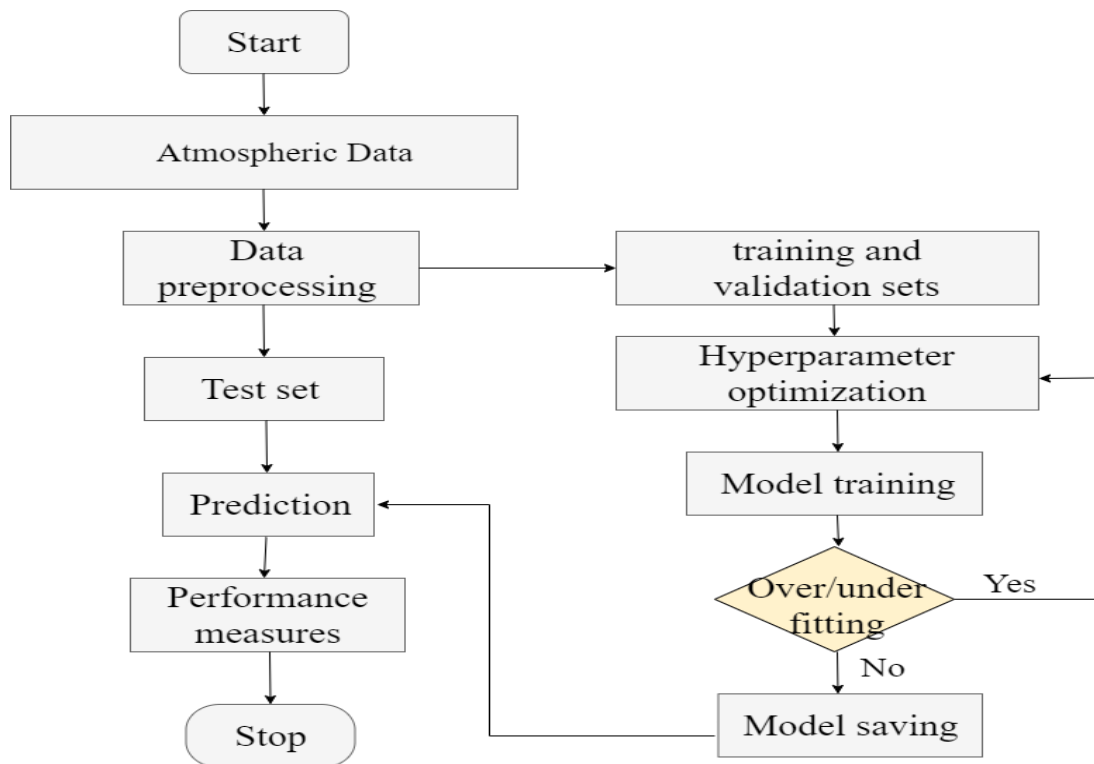 Start
Atmospheric Data
Data
preprocessing
Test set
Prediction
Performance
measures
Stop
training and
validation sets
Hyperparameter
optimization
Model training
Over/under
fitting
Yes
No
Model saving